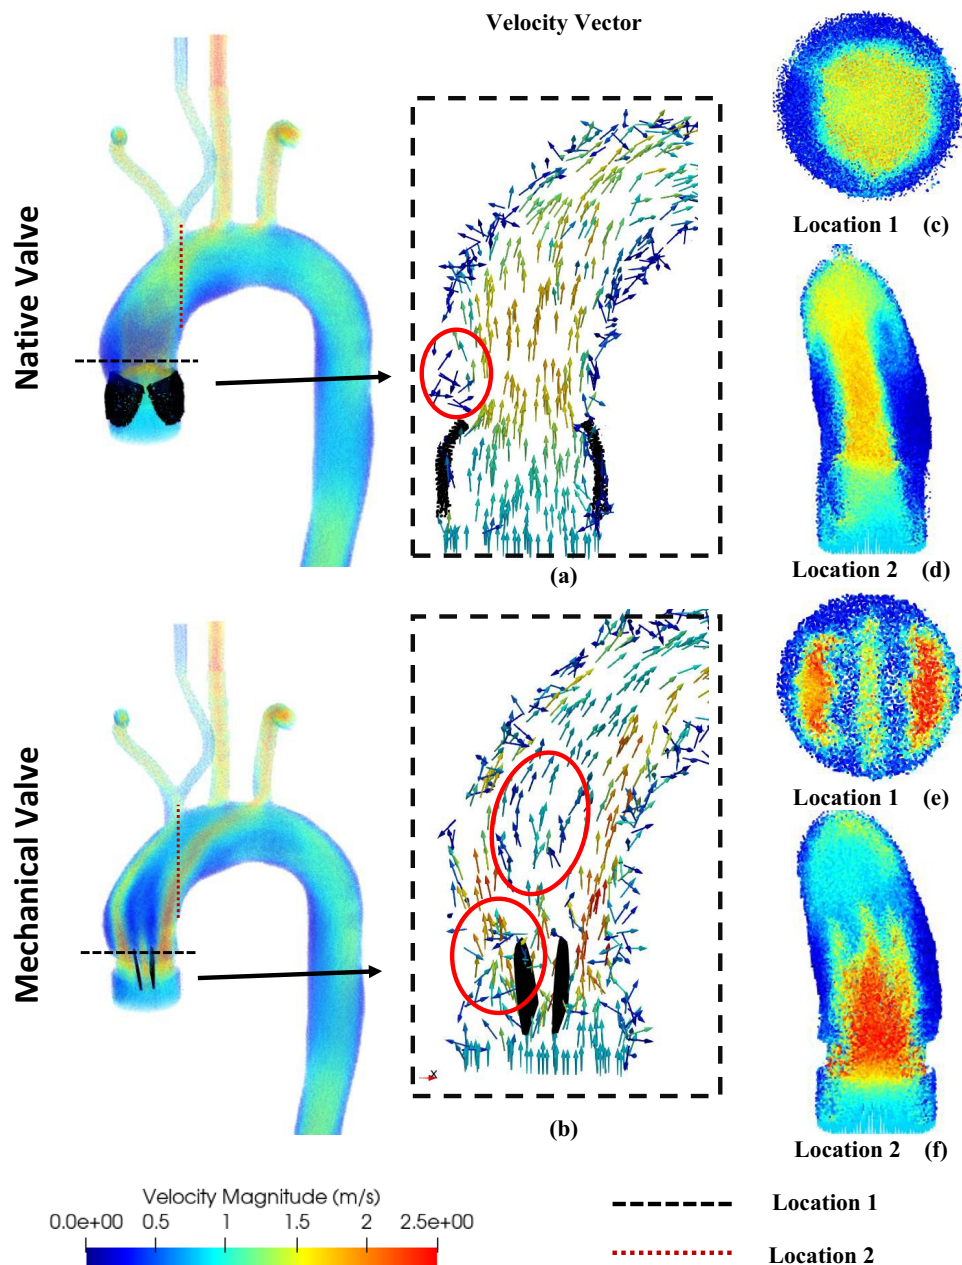 Velocity Vector
Native Valve
Location 1 (c)
Location 2 (d)
(a)
Mechanical Valve
Location 1 (e)
x
(b)
Location 2 (f)
Velocity Magnitude (m/s)
0.0e+00 0.5 1 1.5 2 2.5e+00
Location 1
Location 2